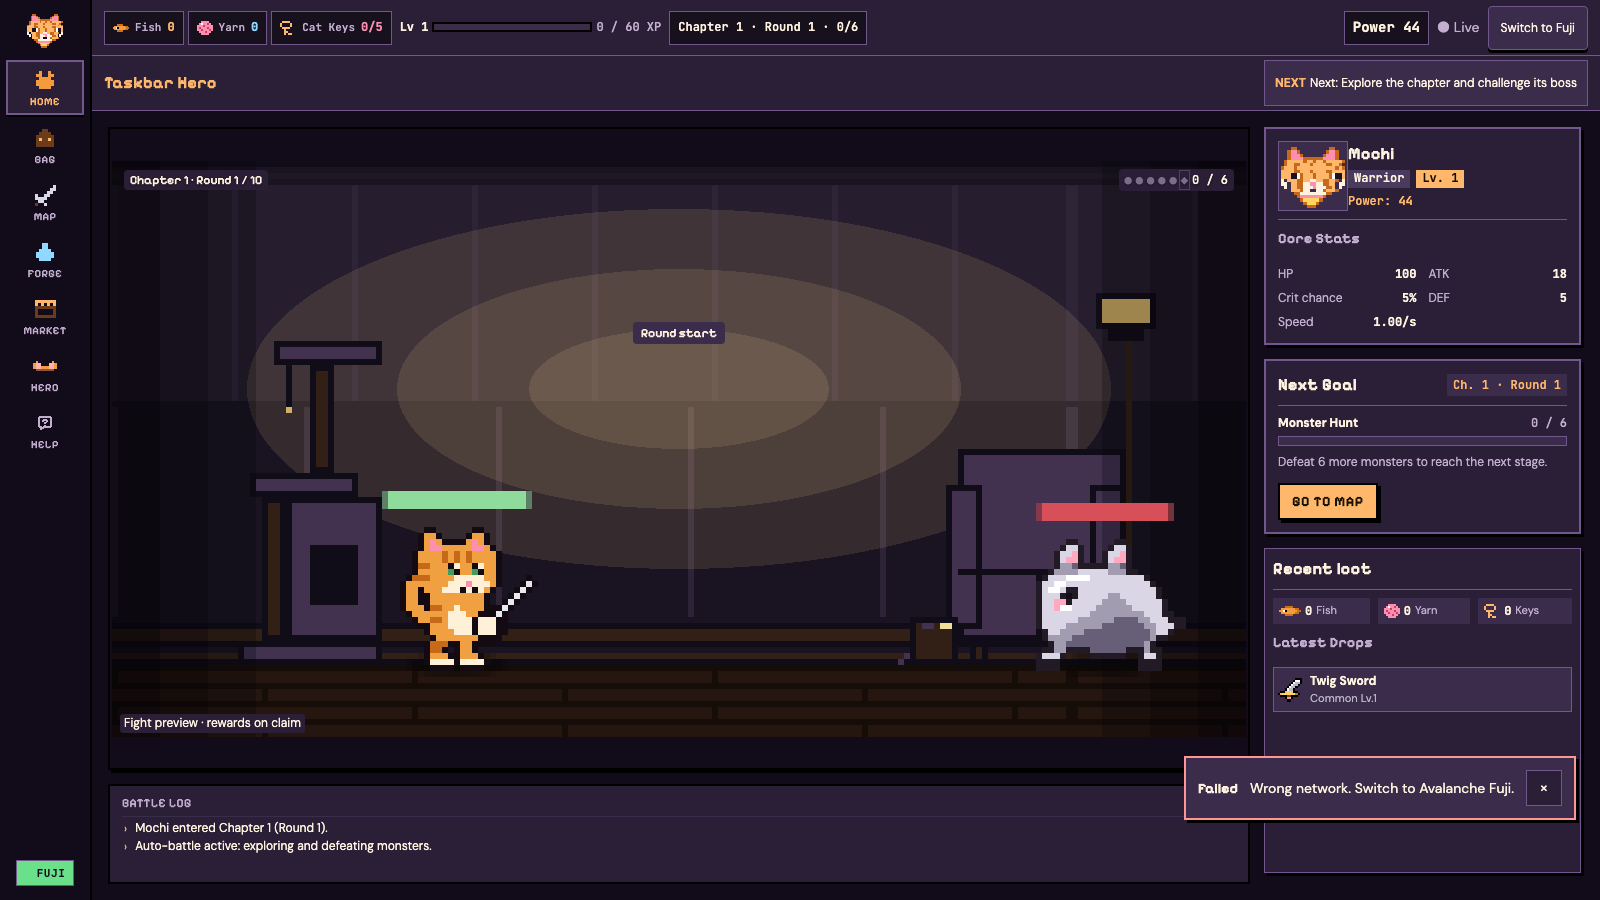 Fish 0
Yarn 0
Cat Keys 0/5
Lv 1
0 / 60 XP
Chapter 1 · Round 1 · 0/6
Power 44
Live
Switch to Fuji
HOME
BAG
MAP
FORGE
MARKET
HERO
HELP
FUJI
Taskbar Hero
NEXT Next: Explore the chapter and challenge its boss
Chapter 1 · Round 1 / 10
0 / 6
Round start
Fight preview · rewards on claim
BATTLE LOG
› Mochi entered Chapter 1 (Round 1).
› Auto-battle active: exploring and defeating monsters.
Mochi
Warrior Lv. 1
Power: 44
Core Stats
HP 100 ATK 18
Crit chance 5% DEF 5
Speed 1.00/s
Next Goal Ch. 1 · Round 1
Monster Hunt 0 / 6
Defeat 6 more monsters to reach the next stage.
GO TO MAP
Recent loot
0 Fish 0 Yarn 0 Keys
Latest Drops
Twig Sword
Common Lv.1
Failed Wrong network. Switch to Avalanche Fuji. ×